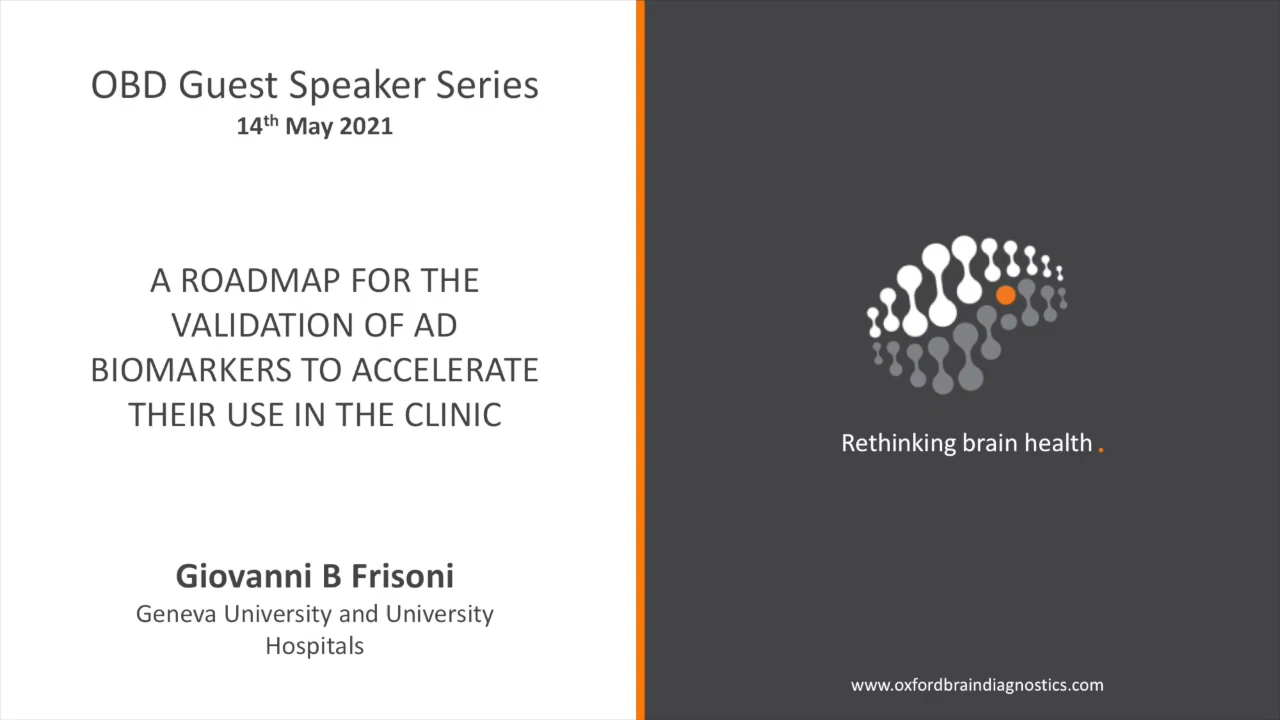 OBD Guest Speaker Series
14th May 2021
A ROADMAP FOR THE
VALIDATION OF AD
BIOMARKERS TO ACCELERATE
THEIR USE IN THE CLINIC
Giovanni B Frisoni
Geneva University and University
Hospitals
Rethinking brain health .
www.oxfordbraindiagnostics.com